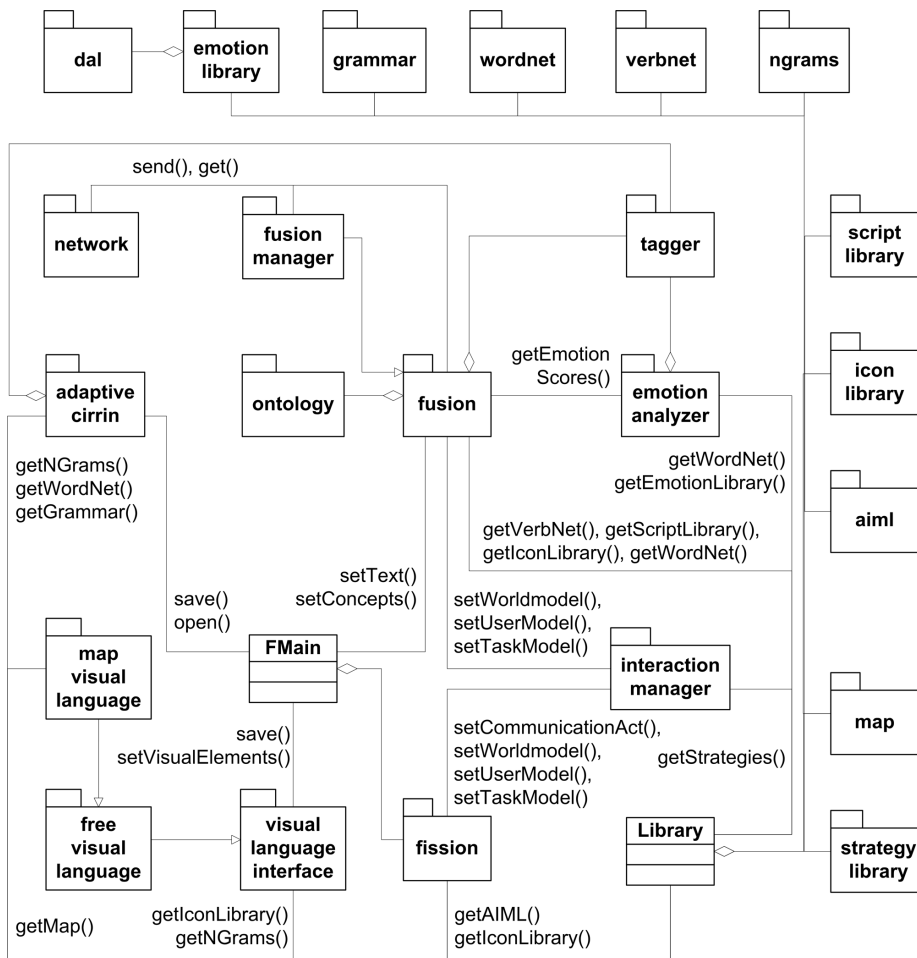 dal
emotion
library
grammar
wordnet
verbnet
ngrams
send(), get()
network
fusion
manager
tagger
script
library
adaptive
cirrin
ontology
fusion
getEmotion
Scores()
emotion
analyzer
icon
library
getNGrams()
getWordNet()
getGrammar()
getWordNet()
getEmotionLibrary()
aiml
getVerbNet(), getScriptLibrary(),
getIconLibrary(), getWordNet()
setText()
setConcepts()
save()
open()
setWorldmodel(),
setUserModel(),
setTaskModel()
map
visual
language
FMain
interaction
manager
map
save()
setVisualElements()
setCommunicationAct(),
setWorldmodel(),
setUserModel(),
setTaskModel()
getStrategies()
free
visual
language
visual
language
interface
fission
Library
strategy
library
getMap()
getIconLibrary()
getNGrams()
getAIML()
getIconLibrary()